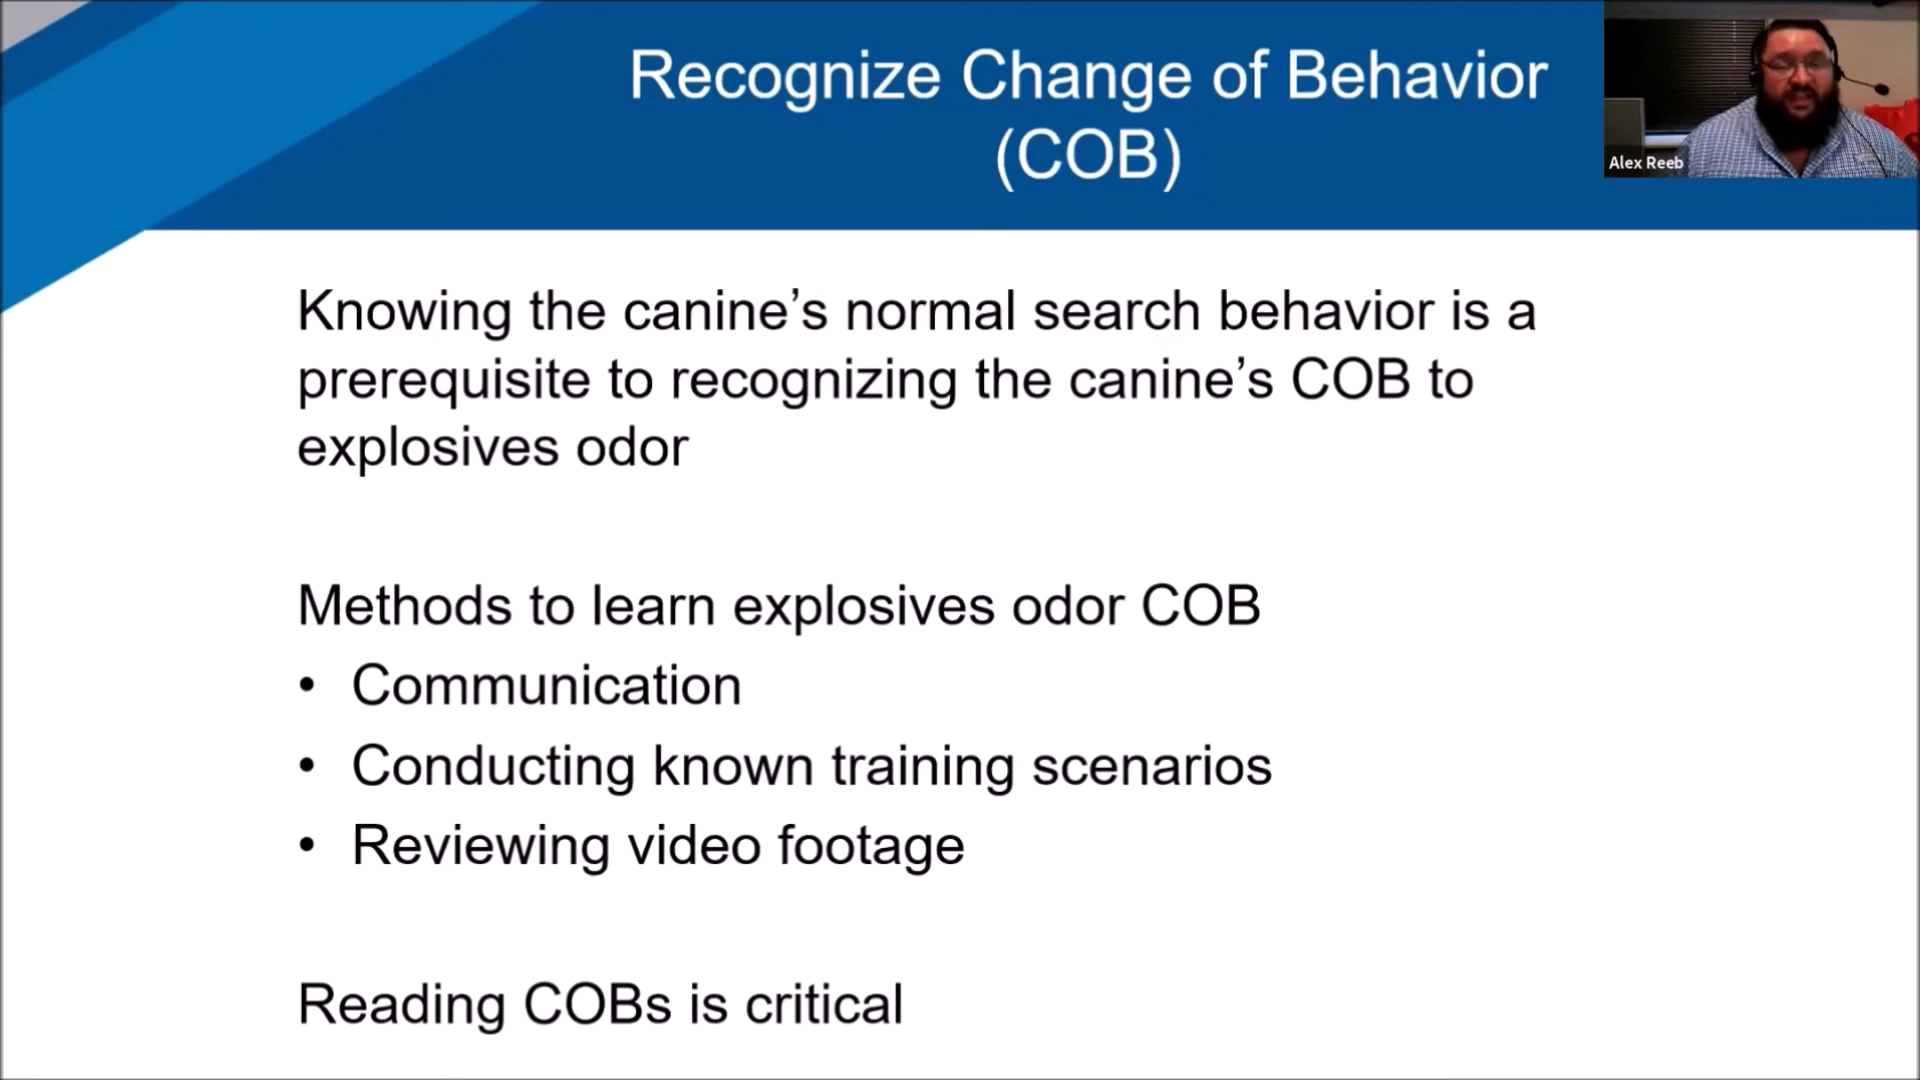 Recognize Change of Behavior
(COB)
Alex Reeb
Knowing the canine’s normal search behavior is a
prerequisite to recognizing the canine’s COB to
explosives odor
Methods to learn explosives odor COB
• Communication
• Conducting known training scenarios
• Reviewing video footage
Reading COBs is critical